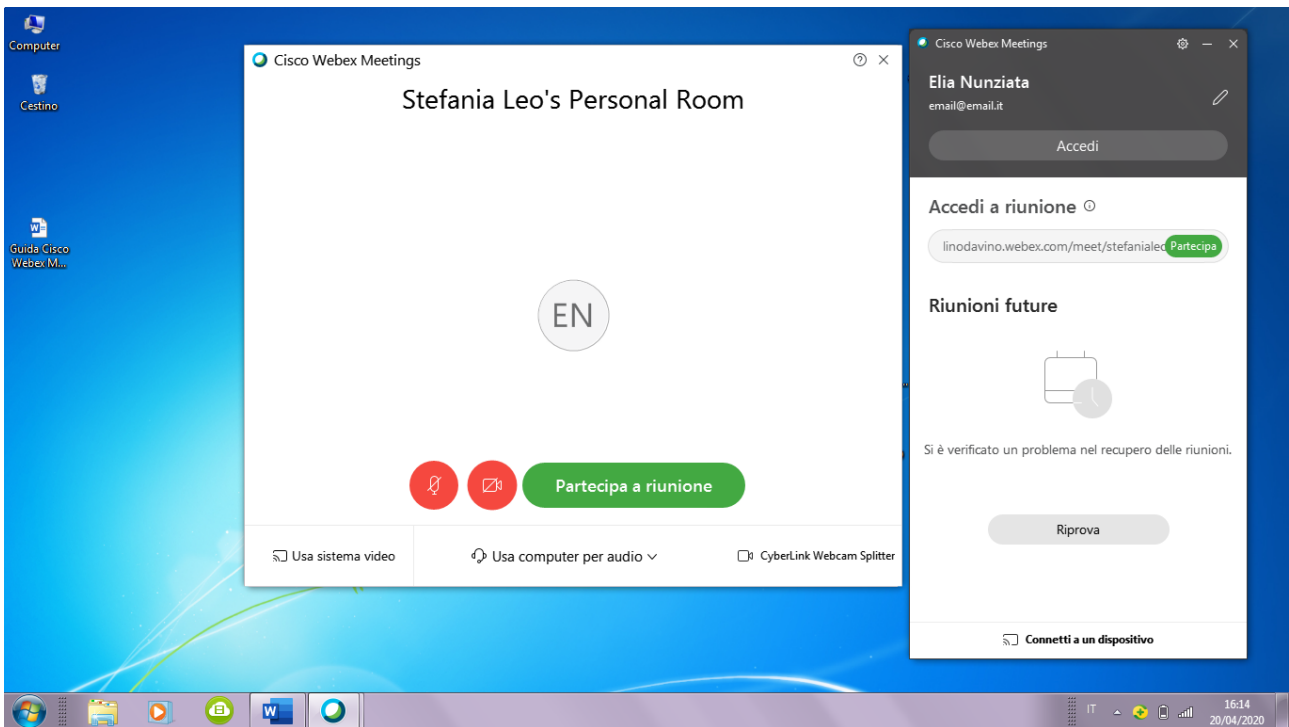 Computer
Cestino
Guida Cisco
Webex M...
Cisco Webex Meetings
Stefania Leo's Personal Room
EN
Partecipa a riunione
Usa sistema video
Usa computer per audio
CyberLink Webcam Splitter
Cisco Webex Meetings
Elia Nunziata
email@email.it
Accedi
Accedi a riunione
linodavino.webex.com/meet/stefanialeo Partecipa
Riunioni future
Si è verificato un problema nel recupero delle riunioni.
Riprova
Connetti a un dispositivo
IT
16:14
20/04/2020